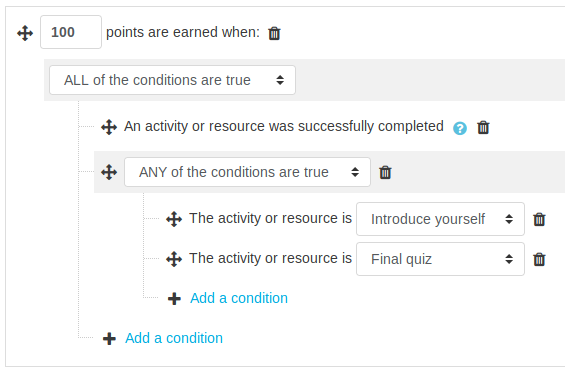 100 points are earned when:
ALL of the conditions are true
An activity or resource was successfully completed ?
ANY of the conditions are true
The activity or resource is Introduce yourself
The activity or resource is Final quiz
Add a condition
Add a condition